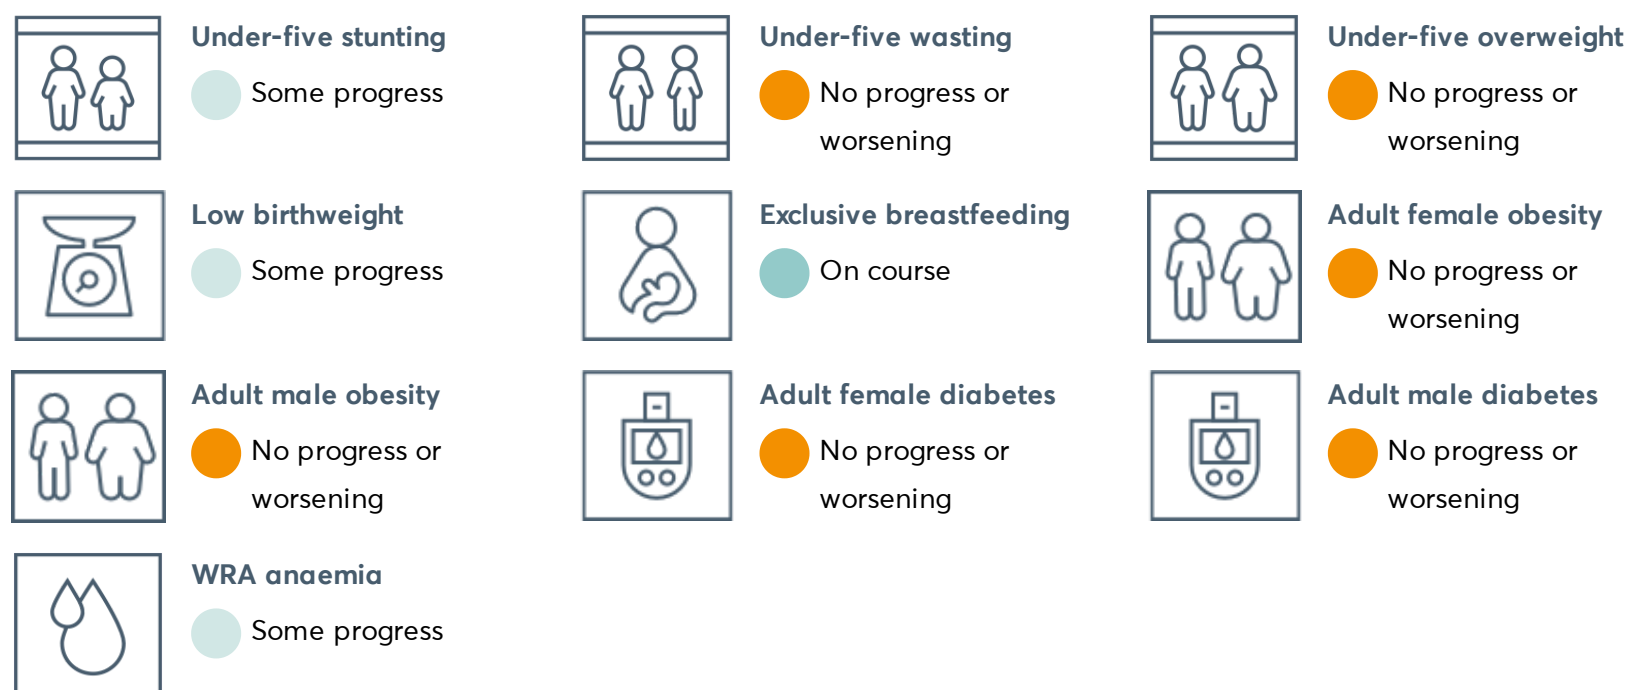 Under-five stunting
Some progress
Under-five wasting
No progress or
worsening
Under-five overweight
No progress or
worsening
Low birthweight
Some progress
Exclusive breastfeeding
On course
Adult female obesity
No progress or
worsening
Adult male obesity
No progress or
worsening
Adult female diabetes
No progress or
worsening
Adult male diabetes
No progress or
worsening
WRA anaemia
Some progress